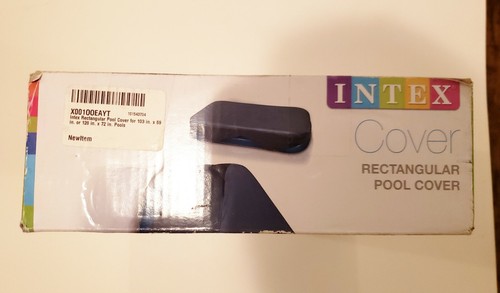 X001OOEAYT
Intex Rectangular Pool Cover for 103 in. x 69
in. or 120 in. x 72 in. Pools
NewItem
INTEX
Cover
RECTANGULAR
POOL COVER